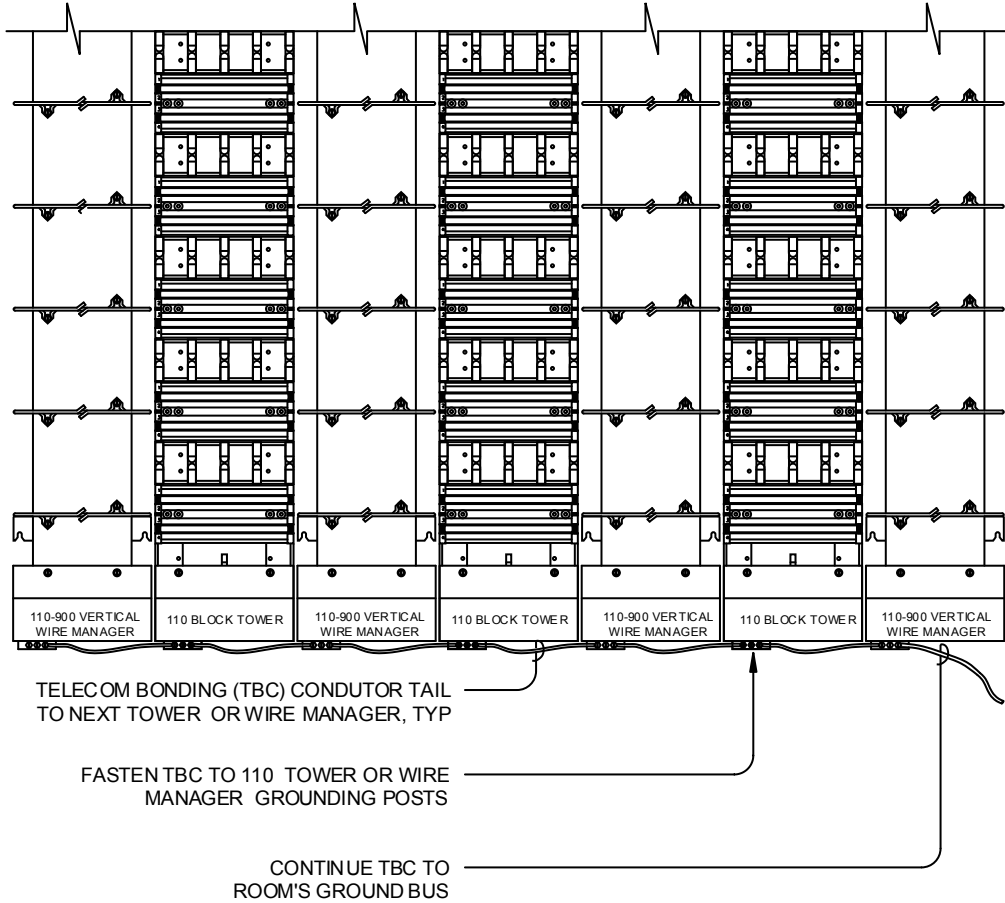 110-900 VERTICAL
WIRE MANAGER
110 BLOCK TOWER
110-900 VERTICAL
WIRE MANAGER
110 BLOCK TOWER
110-900 VERTICAL
WIRE MANAGER
110 BLOCK TOWER
110-900 VERTICAL
WIRE MANAGER
TELECOM BONDING (TBC) CONDUTOR TAIL
TO NEXT TOWER OR WIRE MANAGER, TYP
FASTEN TBC TO 110 TOWER OR WIRE
MANAGER GROUNDING POSTS
CONTINUE TBC TO
ROOM'S GROUND BUS